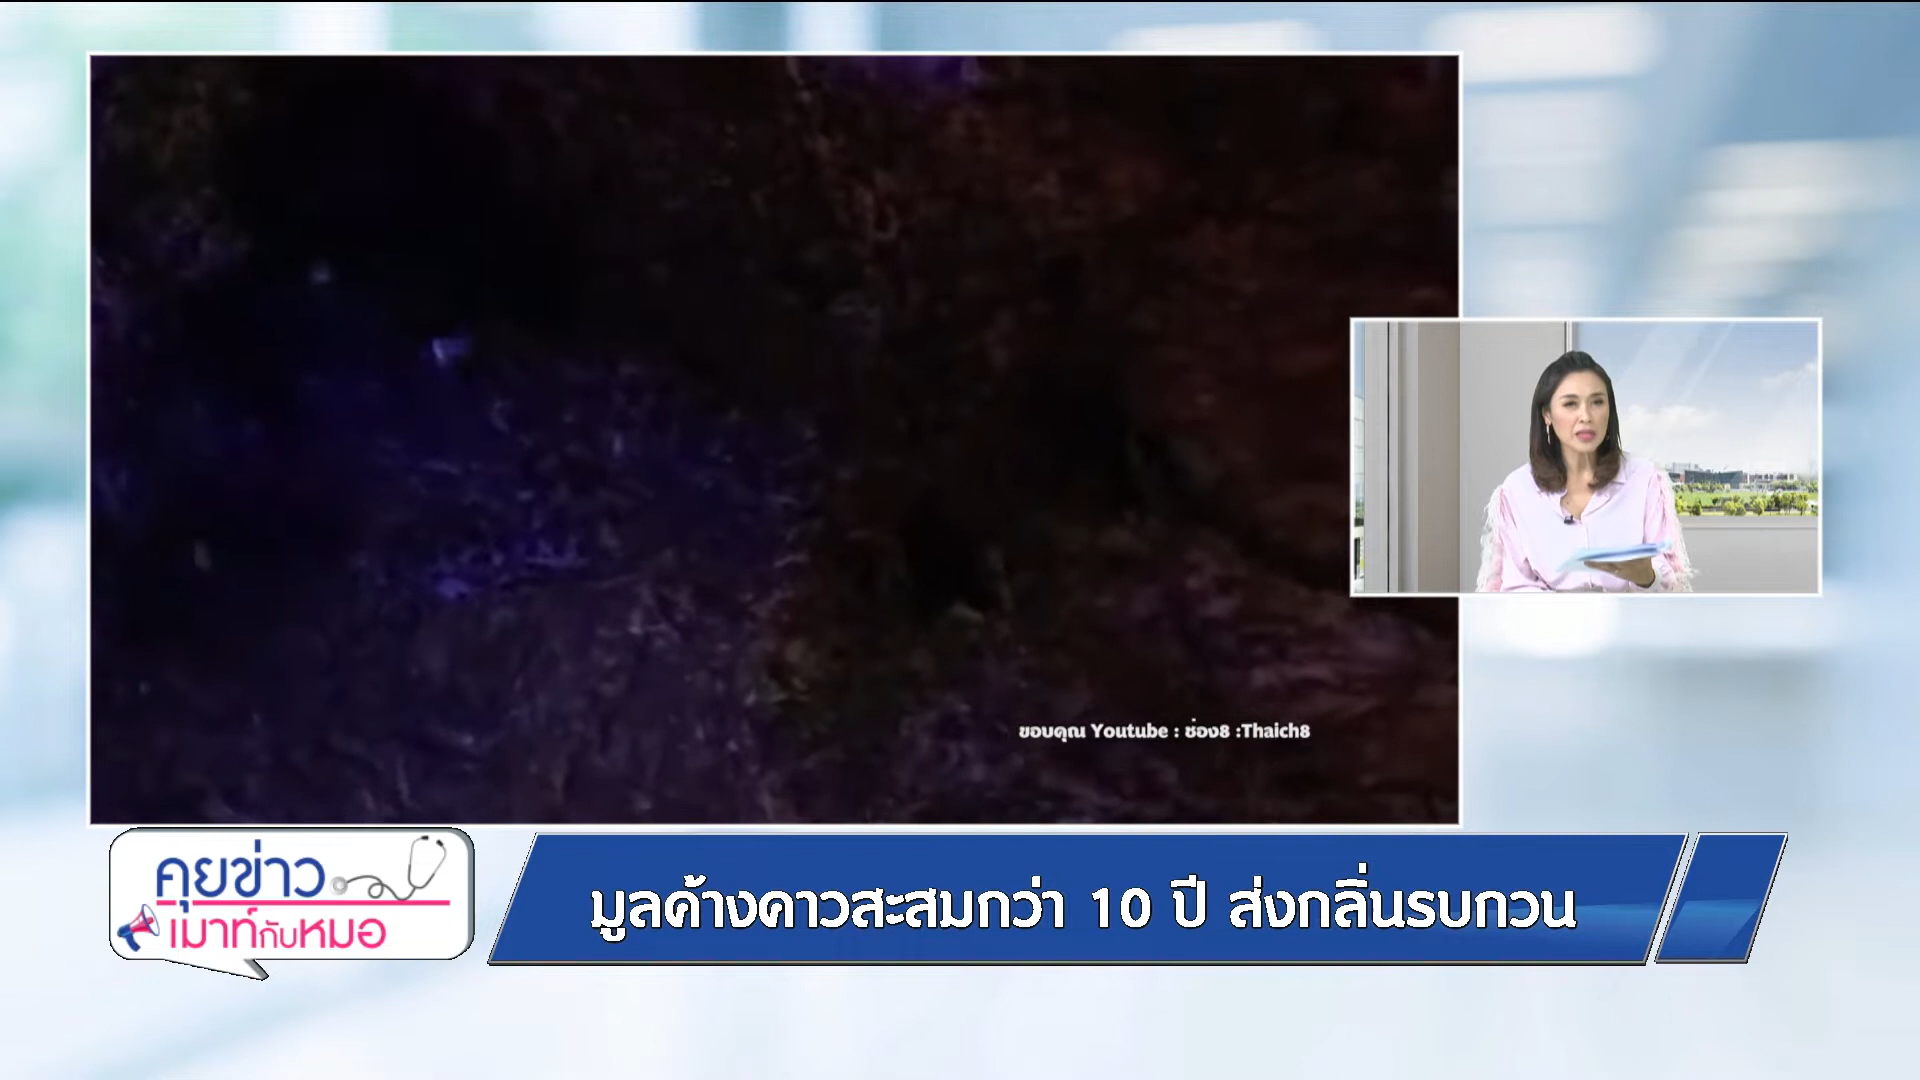 ขอบคุณ Youtube : ช่อง8 :Thaich8
คุยข่าว
เมาท์กับหมอ
มูลค้างคาวสะสมกว่า 10 ปี ส่งกลิ่นรบกวน